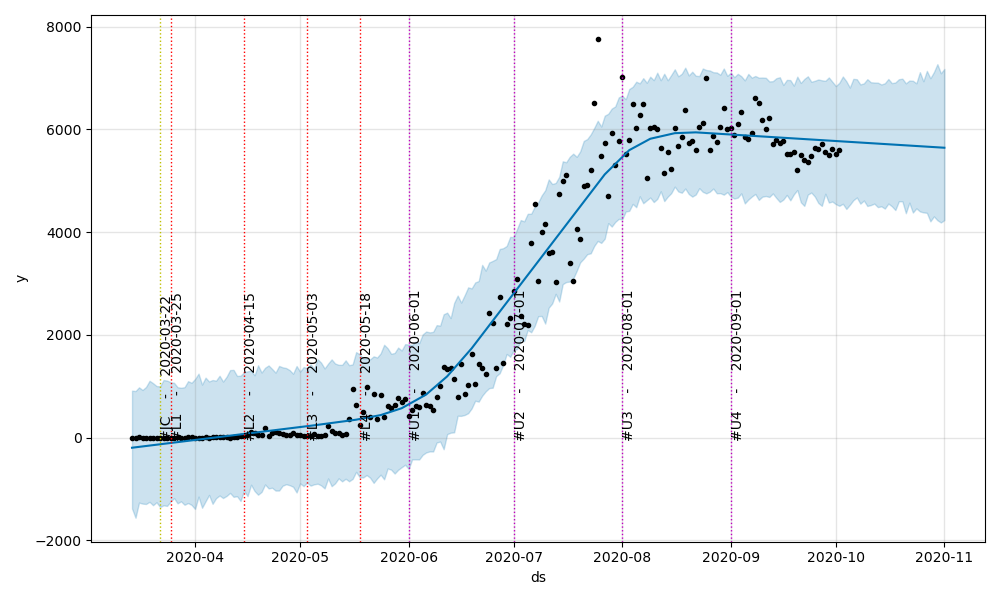 8000
6000
4000
2000
0
−2000
y
#JC - 2020-03-22
#L1 - 2020-03-25
#L2 - 2020-04-15
#L3 - 2020-05-03
#L4 - 2020-05-18
#U1 - 2020-06-01
#U2 - 2020-07-01
#U3 - 2020-08-01
#U4 - 2020-09-01
2020-04
2020-05
2020-06
2020-07
2020-08
2020-09
2020-10
2020-11
ds